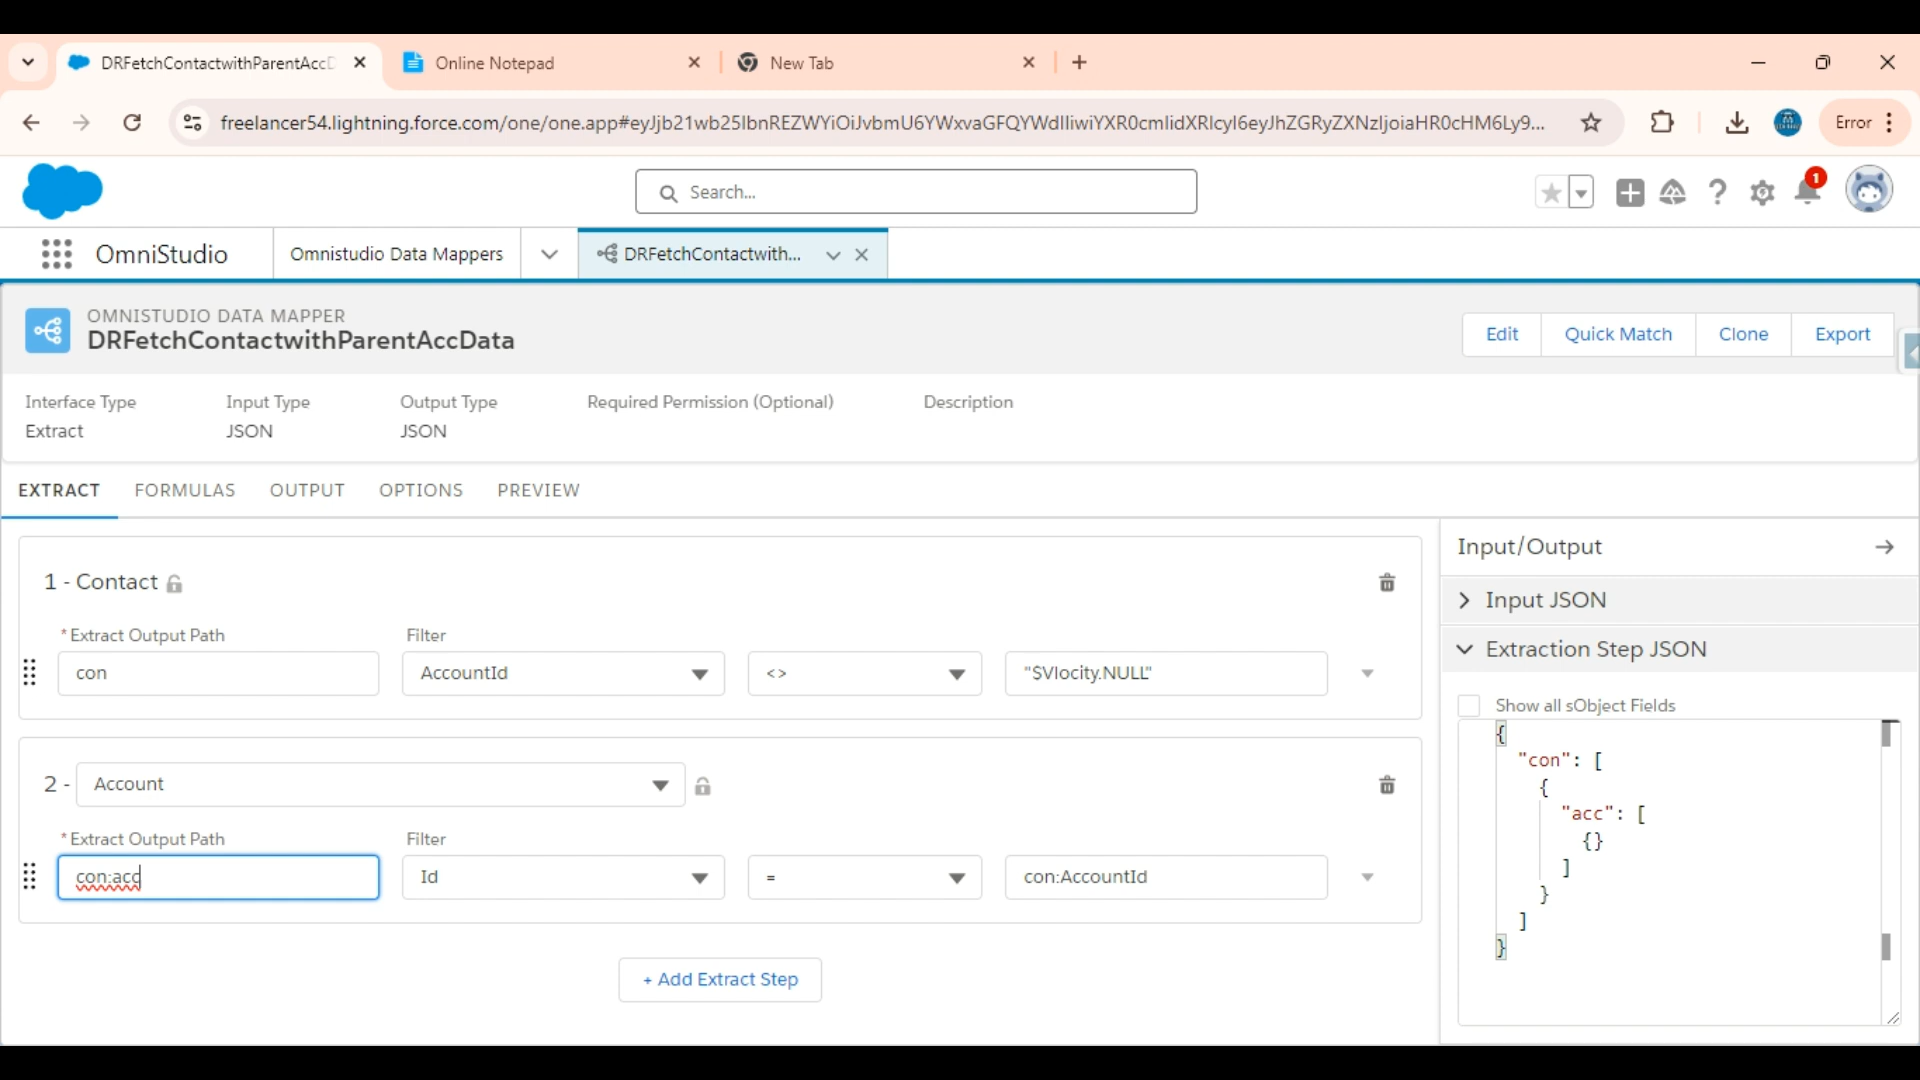 DRFetchContactwithParentAccD
Online Notepad
New Tab
freelancer54.lightning.force.com/one/one.app#eyJjb21wb25lbnREZWYiOiJvbmU6YWxvaGFQYWdlIiwiYXR0cmlidXRlcyI6eyJhZGRyZXNzIjoiaHR0cHM6Ly9...
Error
Search...
1
OmniStudio
Omnistudio Data Mappers
DRFetchContactwith...
OMNISTUDIO DATA MAPPER
DRFetchContactwithParentAccData
Edit
Quick Match
Clone
Export
Interface Type
Input Type
Output Type
Required Permission (Optional)
Description
Extract
JSON
JSON
EXTRACT
FORMULAS
OUTPUT
OPTIONS
PREVIEW
1 - Contact
*Extract Output Path
Filter
con
AccountId
<>
"$Vlocity.NULL"
2 -
Account
*Extract Output Path
Filter
con:acc
Id
=
con:AccountId
+ Add Extract Step
Input/Output
Input JSON
Extraction Step JSON
Show all sObject Fields
{
"con": [
{
"acc": [
{}
]
}
]
}